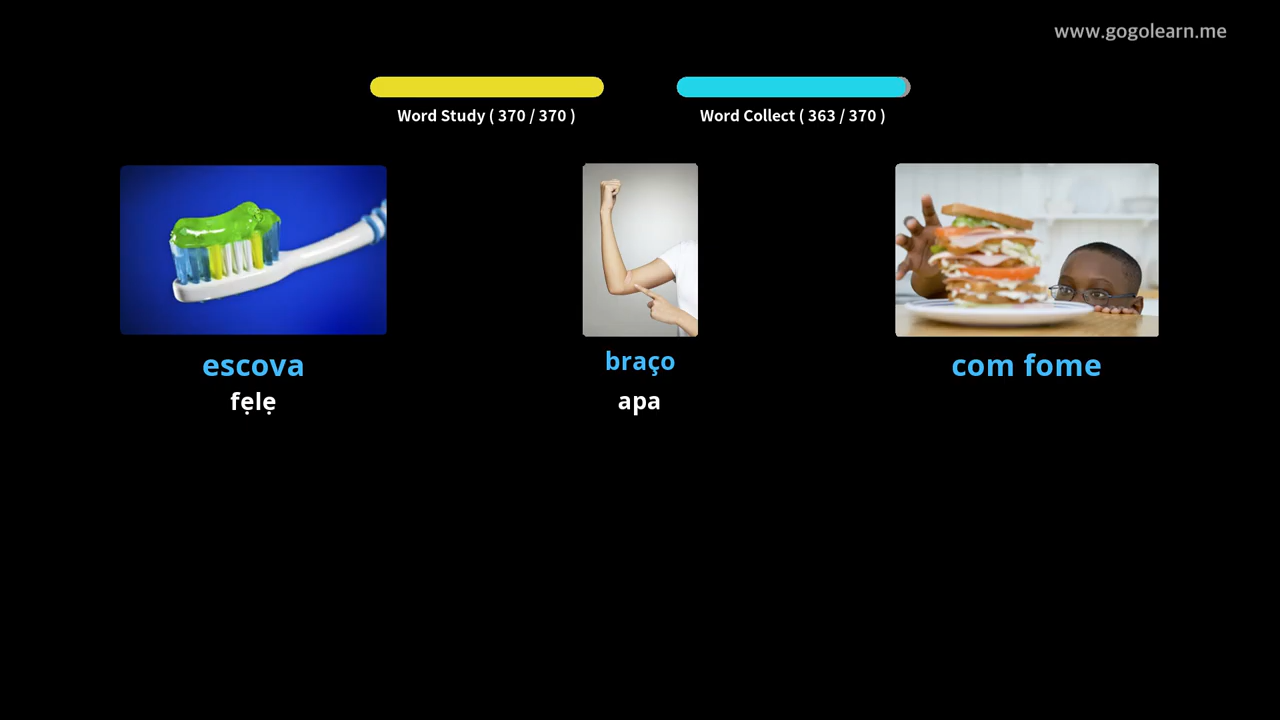 www.gogolearn.me
Word Study ( 370 / 370 )
Word Collect ( 363 / 370 )
escova
braço
com fome
fẹlẹ
apa